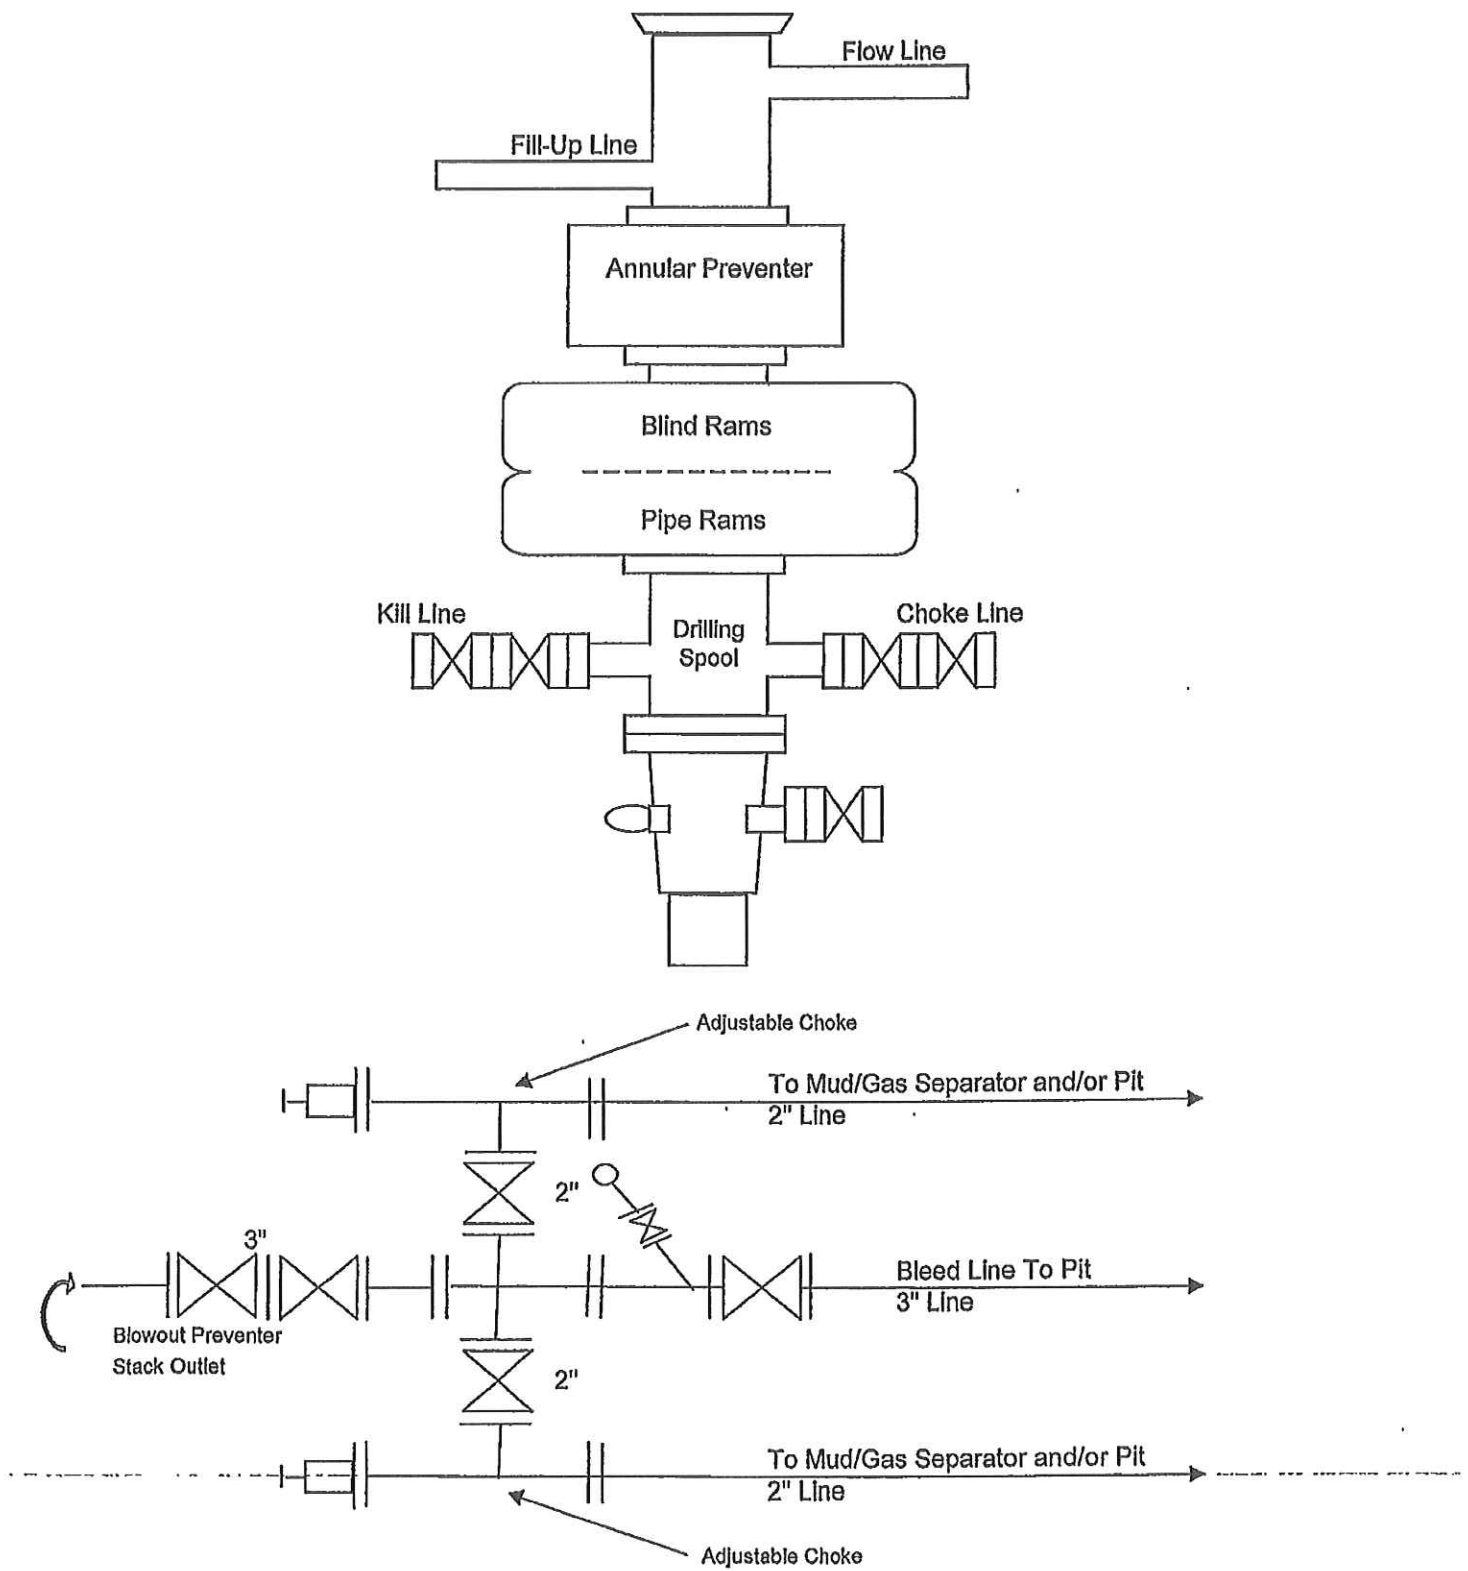 Flow Line
Fill-Up Line
Annular Preventer
Blind Rams
Pipe Rams
Kill Line
Choke Line
Drilling
Spool
Adjustable Choke
To Mud/Gas Separator and/or Pit
2" Line
2"
3"
Bleed Line To Pit
3" Line
Blowout Preventer
Stack Outlet
2"
To Mud/Gas Separator and/or Pit
2" Line
Adjustable Choke